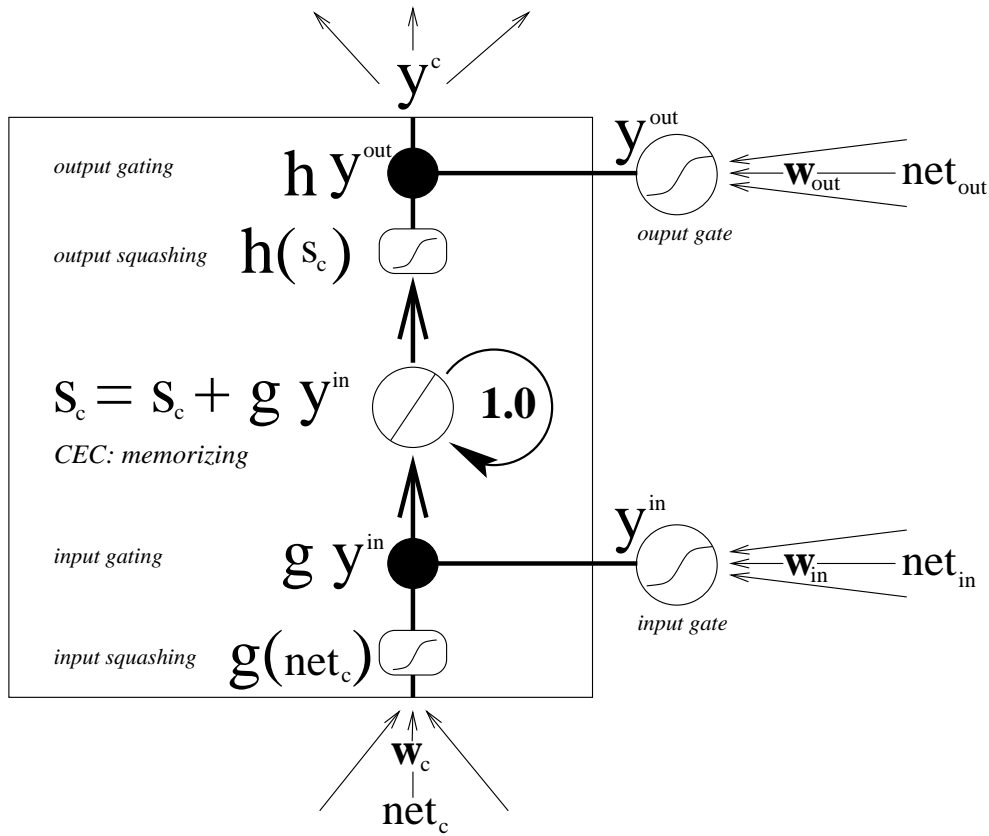 y^c
y^out
output gating
h y^out
w_out
net_out
ouput gate
output squashing
h(s_c)
s_c = s_c + g y^in
1.0
CEC: memorizing
y^in
input gating
g y^in
w_in
net_in
input gate
input squashing
g(net_c)
w_c
net_c